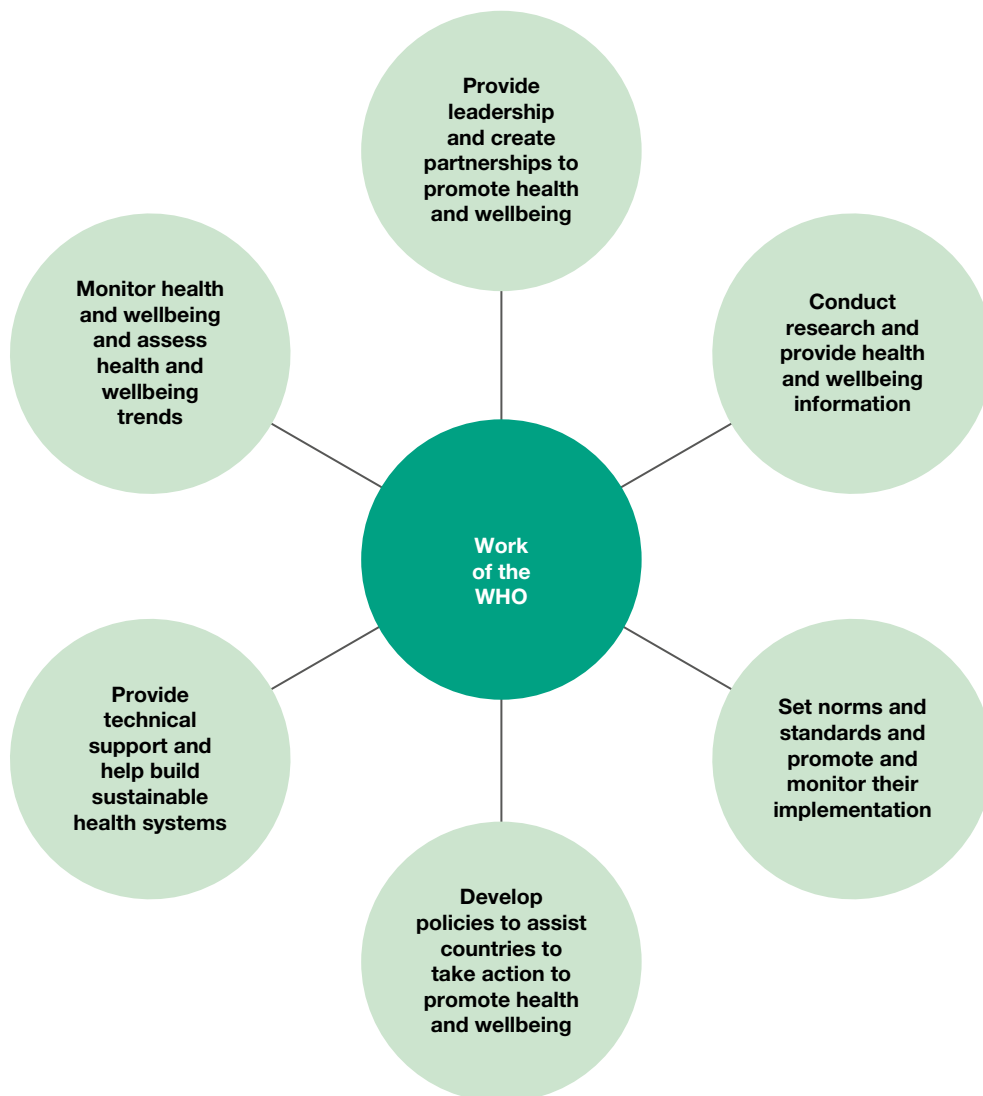 Provide
leadership
and create
partnerships to
promote health
and wellbeing
Monitor health
and wellbeing
and assess
health and
wellbeing
trends
Conduct
research and
provide health
and wellbeing
information
Work
of the
WHO
Provide
technical
support and
help build
sustainable
health systems
Set norms and
standards and
promote and
monitor their
implementation
Develop
policies to assist
countries to
take action to
promote health
and wellbeing